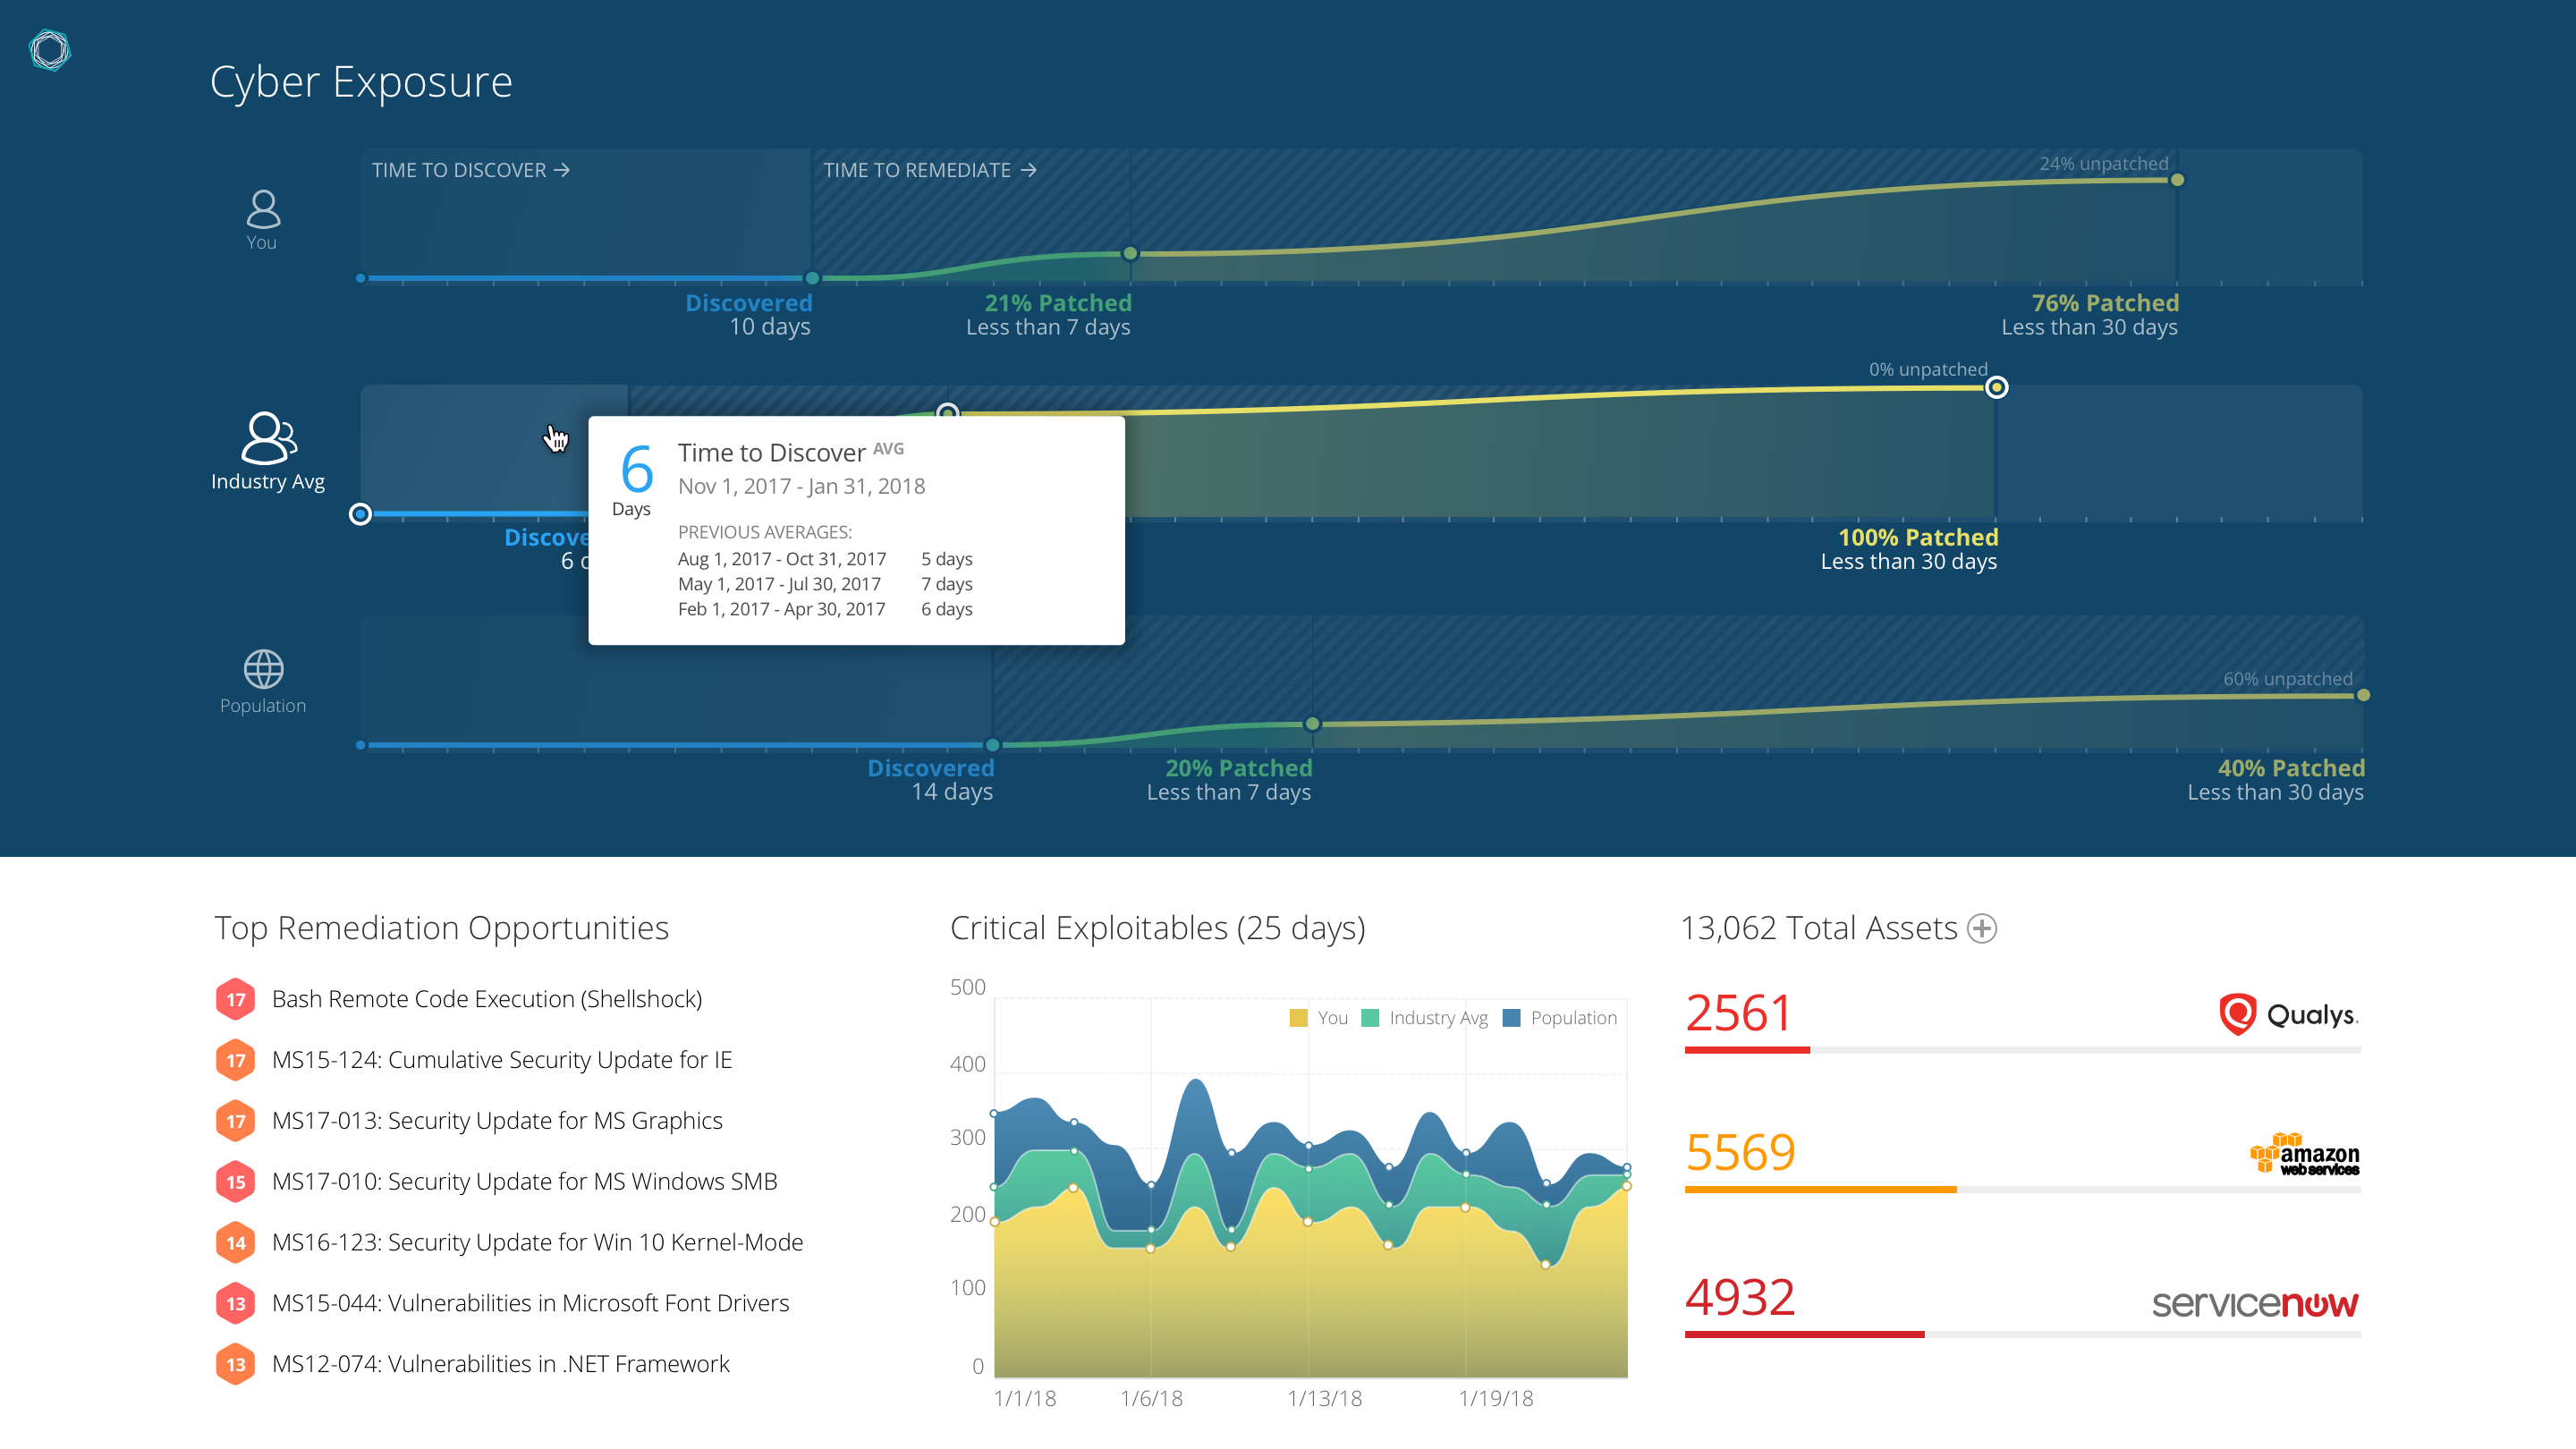 Cyber Exposure
TIME TO DISCOVER →
TIME TO REMEDIATE →
24% unpatched
You
Discovered
10 days
21% Patched
Less than 7 days
76% Patched
Less than 30 days
0% unpatched
Industry Avg
Discove
6 d
100% Patched
Less than 30 days
6
Days
Time to Discover AVG
Nov 1, 2017 - Jan 31, 2018
PREVIOUS AVERAGES:
Aug 1, 2017 - Oct 31, 2017 5 days
May 1, 2017 - Jul 30, 2017 7 days
Feb 1, 2017 - Apr 30, 2017 6 days
60% unpatched
Population
Discovered
14 days
20% Patched
Less than 7 days
40% Patched
Less than 30 days
Top Remediation Opportunities
17 Bash Remote Code Execution (Shellshock)
17 MS15-124: Cumulative Security Update for IE
17 MS17-013: Security Update for MS Graphics
15 MS17-010: Security Update for MS Windows SMB
14 MS16-123: Security Update for Win 10 Kernel-Mode
13 MS15-044: Vulnerabilities in Microsoft Font Drivers
13 MS12-074: Vulnerabilities in .NET Framework
Critical Exploitables (25 days)
500
You Industry Avg Population
400
300
200
100
0
1/1/18 1/6/18 1/13/18 1/19/18
13,062 Total Assets
2561 Qualys.
5569 amazon
web services
4932 servicenow